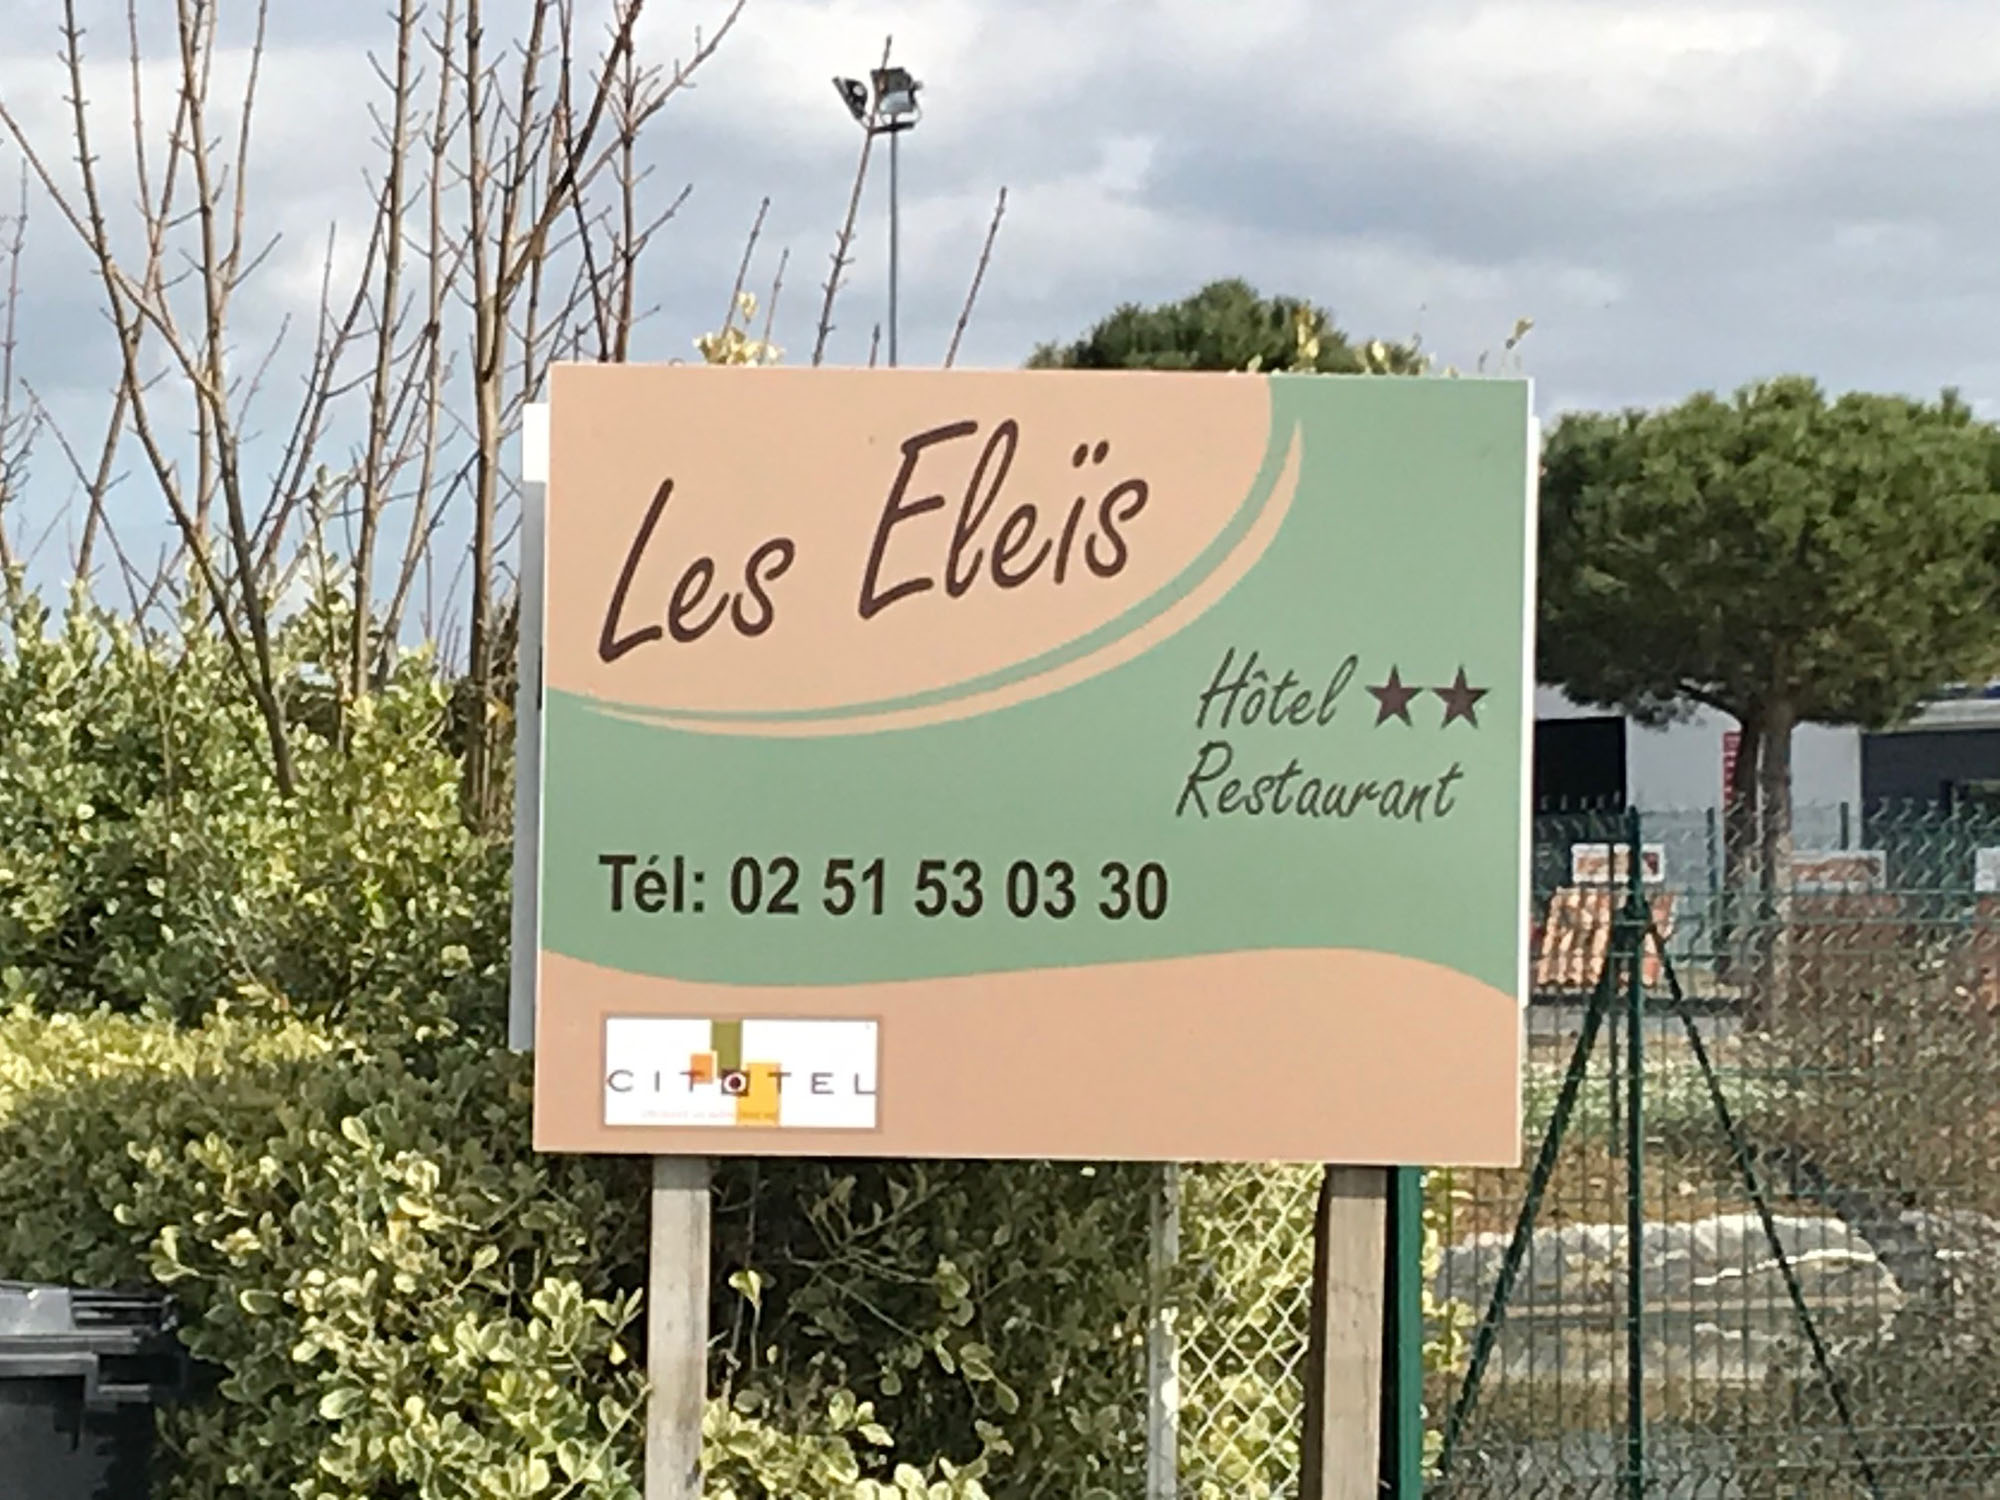 Les Eleïs
Hôtel ★★
Restaurant
Tél: 02 51 53 03 30
CITOTEL